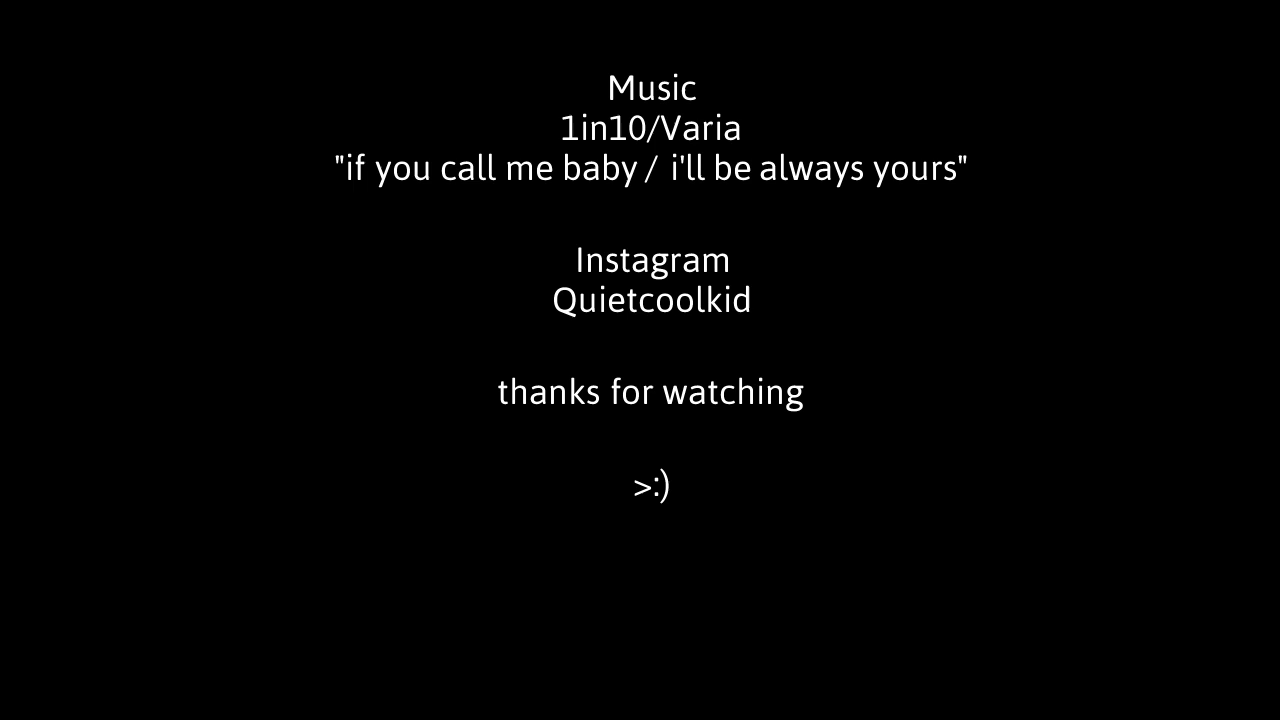 Music
1in10/Varia
"if you call me baby / i'll be always yours"
Instagram
Quietcoolkid
thanks for watching
>:)